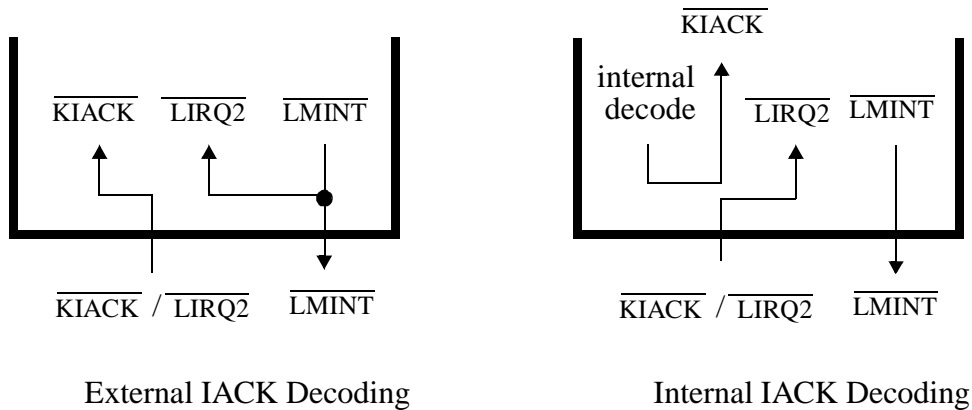 KIACK LIRQ2 LMINT
KIACK / LIRQ2 LMINT
External IACK Decoding
KIACK
internal
decode
LIRQ2 LMINT
KIACK / LIRQ2 LMINT
Internal IACK Decoding